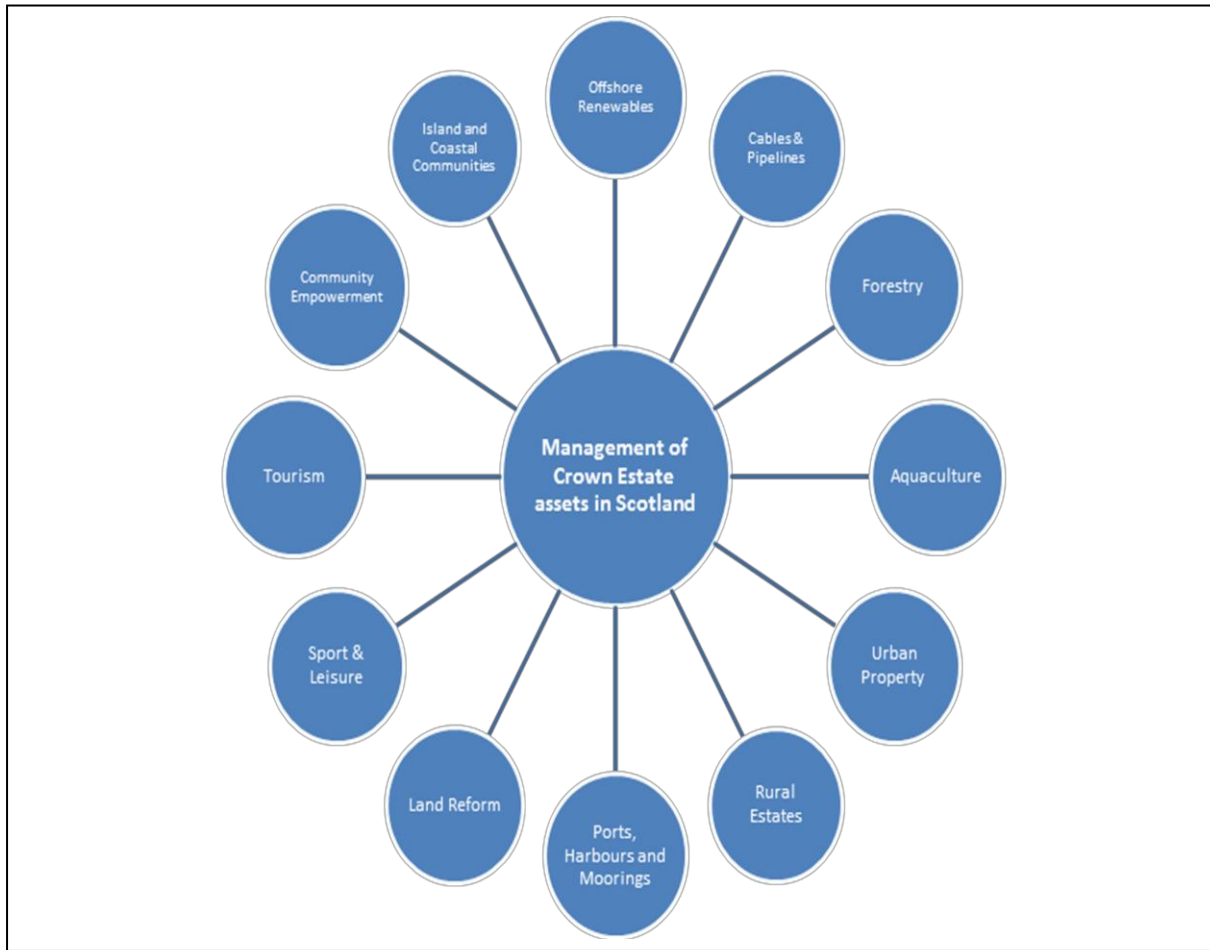 Offshore
Renewables
Cables &
Pipelines
Forestry
Aquaculture
Urban
Property
Rural
Estates
Ports,
Harbours and
Moorings
Land Reform
Sport &
Leisure
Tourism
Community
Empowerment
Island and
Coastal
Communities
Management of
Crown Estate
assets in Scotland